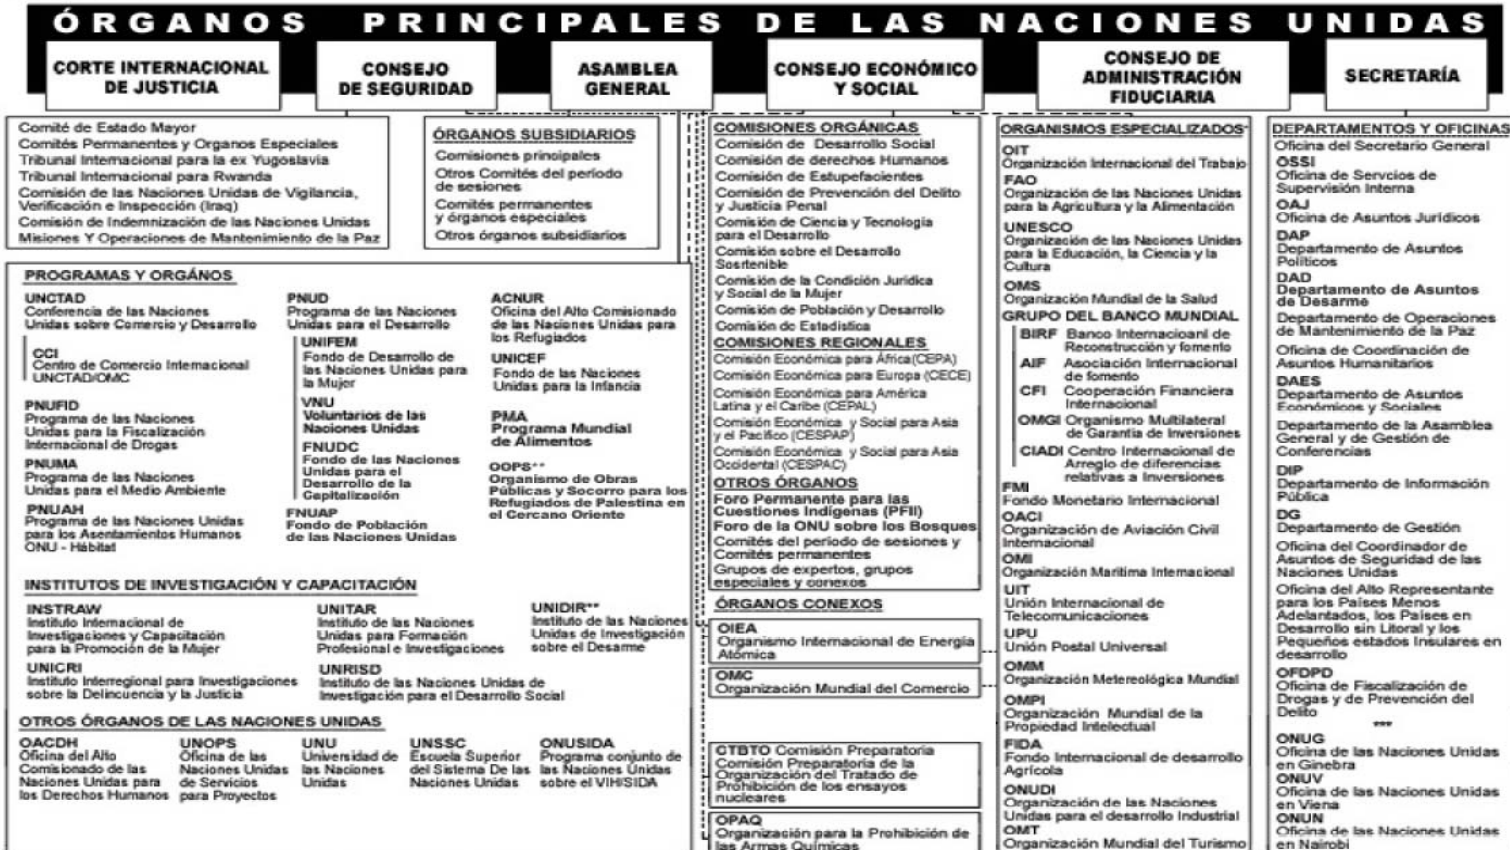 ÓRGANOS PRINCIPALES DE LAS NACIONES UNIDAS
CORTE INTERNACIONAL
DE JUSTICIA
CONSEJO
DE SEGURIDAD
ASAMBLEA
GENERAL
CONSEJO ECONÓMICO
Y SOCIAL
CONSEJO DE
ADMINISTRACIÓN
FIDUCIARIA
SECRETARÍA
Comité de Estado Mayor
Comités Permanentes y Organos Especiales
Tribunal Internacional para la ex Yugoslavia
Tribunal Internacional para Rwanda
Comisión de las Naciones Unidas de Vigilancia,
Verificación e Inspección (Iraq)
Comisión de Indemnización de las Naciones Unidas
Misiones Y Operaciones de Mantenimiento de la Paz
ÓRGANOS SUBSIDIARIOS
Comisiones principales
Otros Comités del período
de sesiones
Comités permanentes
y órganos especiales
Otros órganos subsidiarios
PROGRAMAS Y ORGÁNOS
UNCTAD
Conferencia de las Naciones
Unidas sobre Comercio y Desarrollo
CCI
Centro de Comercio Internacional
UNCTAD/OMC
PNUFID
Programa de las Naciones
Unidas para la Fiscalización
Internacional de Drogas
PNUMA
Programa de las Naciones
Unidas para el Medio Ambiente
PNUAH
Programa de las Naciones Unidas
para los Asentamientos Humanos
ONU - Hábitat
PNUD
Programa de las Naciones
Unidas para el Desarrollo
UNIFEM
Fondo de Desarrollo de
las Naciones Unidas para
la Mujer
VNU
Voluntarios de las
Naciones Unidas
FNUDC
Fondo de las Naciones
Unidas para el
Desarrollo de la
Capitalización
FNUAP
Fondo de Población
de las Naciones Unidas
ACNUR
Oficina del Alto Comisionado
de las Naciones Unidas para
los Refugiados
UNICEF
Fondo de las Naciones
Unidas para la Infancia
PMA
Programa Mundial
de Alimentos
OOPS**
Organismo de Obras
Públicas y Socorro para los
Refugiados de Palestina en
el Cercano Oriente
INSTITUTOS DE INVESTIGACIÓN Y CAPACITACIÓN
INSTRAW
Instituto Internacional de
Investigaciones y Capacitación
para la Promoción de la Mujer
UNICRI
Instituto Interregional para Investigaciones
sobre la Delincuencia y la Justicia
UNITAR
Instituto de las Naciones
Unidas para Formación
Profesional e Investigaciones
UNRISD
Instituto de las Naciones Unidas de
Investigación para el Desarrollo Social
UNIDIR**
Instituto de las Naciones
Unidas de Investigación
sobre el Desarme
OTROS ÓRGANOS DE LAS NACIONES UNIDAS
OACDH
Oficina del Alto
Comisionado de las
Naciones Unidas para
los Derechos Humanos
UNOPS
Oficina de las
Naciones Unidas
de Servicios
para Proyectos
UNU
Universidad de
las Naciones
Unidas
UNSSC
Escuela Superior
del Sistema De las
Naciones Unidas
ONUSIDA
Programa conjunto de
las Naciones Unidas
sobre el VIH/SIDA
COMISIONES ORGÁNICAS
Comisión de Desarrollo Social
Comisión de derechos Humanos
Comisión de Estupefacientes
Comisión de Prevención del Delito
y Justicia Penal
Comisión de Ciencia y Tecnología
para el Desarrollo
Comisión sobre el Desarrollo
Sosrtenible
Comisión de la Condición Jurídica
y Social de la Mujer
Comisión de Población y Desarrollo
Comisión de Estadística
COMISIONES REGIONALES
Comisión Económica para África(CEPA)
Comisión Económica para Europa (CECE)
Comisión Económica para América
Latina y el Caribe (CEPAL)
Comisión Económica y Social para Asia
y el Pacífico (CESPAP)
Comisión Económica y Social para Asia
Occidental (CESPAC)
OTROS ÓRGANOS
Foro Permanente para las
Cuestiones Indígenas (PFII)
Foro de la ONU sobre los Bosques
Comités del período de sesiones y
Comités permanentes
Grupos de expertos, grupos
especiales y conexos
ÓRGANOS CONEXOS
OIEA
Organismo Internacional de Energía
Atómica
OMC
Organización Mundial del Comercio
CTBTO Comisión Preparatoria
Comisión Preparatoria de la
Organización del Tratado de
Prohibición de los ensayos
nucleares
OPAQ
Organización para la Prohibición de
las Armas Químicas
ORGANISMOS ESPECIALIZADOS*
OIT
Organización Internacional del Trabajo
FAO
Organización de las Naciones Unidas
para la Agricultura y la Alimentación
UNESCO
Organización de las Naciones Unidas
para la Educación, la Ciencia y la
Cultura
OMS
Organización Mundial de la Salud
GRUPO DEL BANCO MUNDIAL
BIRF Banco Internacioanl de
Reconstrucción y fomento
AIF Asociación Internacional
de fomento
CFI Cooperación Financiera
Internacional
OMGI Organismo Multilateral
de Garantía de Inversiones
CIADI Centro Internacional de
Arreglo de diferencias
relativas a Inversiones
FMI
Fondo Monetario Internacional
OACI
Organización de Aviación Civil
Internacional
OMI
Organización Marítima Internacional
UIT
Unión Internacional de
Telecomunicaciones
UPU
Unión Postal Universal
OMM
Organización Metereológica Mundial
OMPI
Organización Mundial de la
Propiedad Intelectual
FIDA
Fondo Internacional de desarrollo
Agrícola
ONUDI
Organización de las Naciones
Unidas para el desarrollo Industrial
OMT
Organización Mundial del Turismo
DEPARTAMENTOS Y OFICINAS
Oficina del Secretario General
OSSI
Oficina de Servcios de
Supervisión Interna
OAJ
Oficina de Asuntos Jurídicos
DAP
Departamento de Asuntos
Políticos
DAD
Departamento de Asuntos
de Desarme
Departamento de Operaciones
de Mantenimiento de la Paz
Oficina de Coordinación de
Asuntos Humanitarios
DAES
Departamento de Asuntos
Económicos y Sociales
Departamento de la Asamblea
General y de Gestión de
Conferencias
DIP
Departamento de Información
Pública
DG
Departamento de Gestión
Oficina del Coordinador de
Asuntos de Seguridad de las
Naciones Unidas
Oficina del Alto Representante
para los Países Menos
Adelantados, los Países en
Desarrollo sin Litoral y los
Pequeños estados Insulares en
desarrollo
OFDPD
Oficina de Fiscalización de
Drogas y de Prevención del
Delito
***
ONUG
Oficina de las Naciones Unidas
en Ginebra
ONUV
Oficina de las Naciones Unidas
en Viena
ONUN
Oficina de las Naciones Unidas
en Nairobi